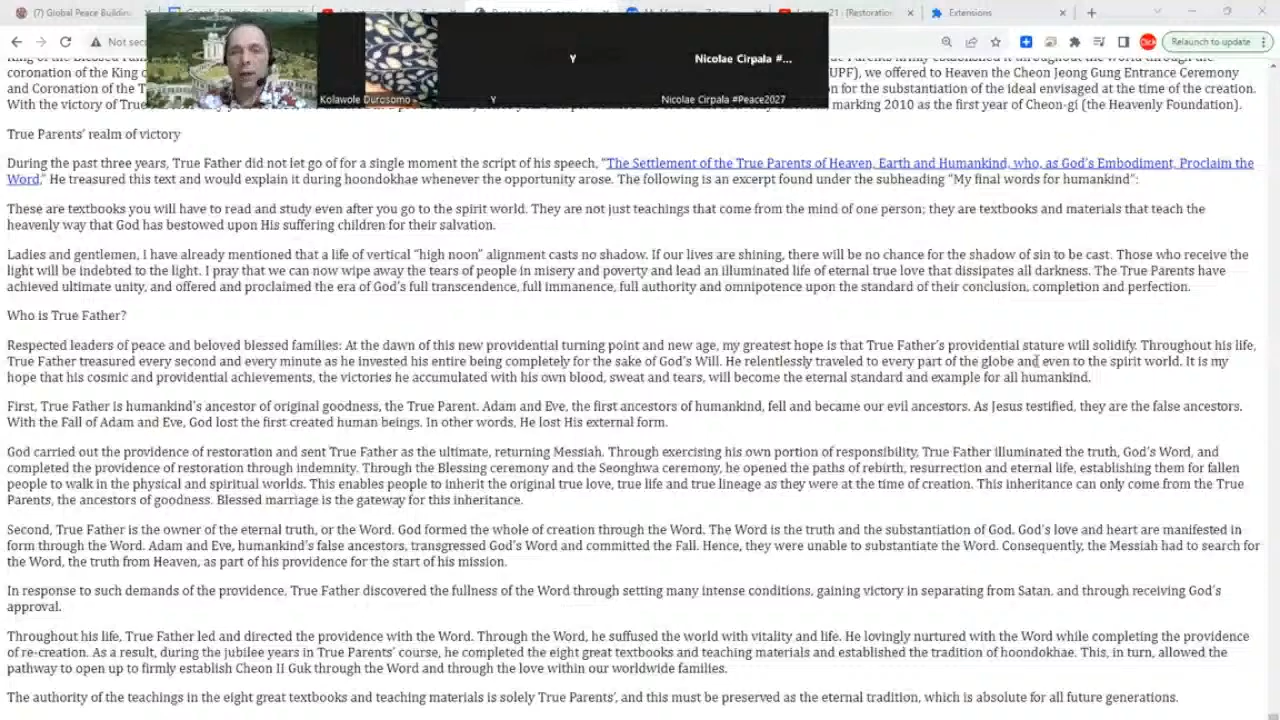 (7) Global Peace Building
Extensions
Not sec
Relaunch to update
Kolawole Durosomo
Y
Y
Nicolae Cirpala #...
Nicolae Cirpala #Peace2027
coronation of the King o
UPF), we offered to Heaven the Cheon Jeong Gung Entrance Ceremony
and Coronation of the T
n for the substantiation of the ideal envisaged at the time of the creation.
With the victory of True
marking 2010 as the first year of Cheon-gi (the Heavenly Foundation).
True Parents' realm of victory
During the past three years, True Father did not let go of for a single moment the script of his speech, "The Settlement of the True Parents of Heaven, Earth and Humankind, who, as God's Embodiment, Proclaim the
Word." He treasured this text and would explain it during hoondokhae whenever the opportunity arose. The following is an excerpt found under the subheading "My final words for humankind":
These are textbooks you will have to read and study even after you go to the spirit world. They are not just teachings that come from the mind of one person; they are textbooks and materials that teach the
heavenly way that God has bestowed upon His suffering children for their salvation.
Ladies and gentlemen, I have already mentioned that a life of vertical "high noon" alignment casts no shadow. If our lives are shining, there will be no chance for the shadow of sin to be cast. Those who receive the
light will be indebted to the light. I pray that we can now wipe away the tears of people in misery and poverty and lead an illuminated life of eternal true love that dissipates all darkness. The True Parents have
achieved ultimate unity, and offered and proclaimed the era of God's full transcendence, full immanence, full authority and omnipotence upon the standard of their conclusion, completion and perfection.
Who is True Father?
Respected leaders of peace and beloved blessed families: At the dawn of this new providential turning point and new age, my greatest hope is that True Father's providential stature will solidify. Throughout his life,
True Father treasured every second and every minute as he invested his entire being completely for the sake of God's Will. He relentlessly traveled to every part of the globe and even to the spirit world. It is my
hope that his cosmic and providential achievements, the victories he accumulated with his own blood, sweat and tears, will become the eternal standard and example for all humankind.
First, True Father is humankind's ancestor of original goodness, the True Parent. Adam and Eve, the first ancestors of humankind, fell and became our evil ancestors. As Jesus testified, they are the false ancestors.
With the Fall of Adam and Eve, God lost the first created human beings. In other words, He lost His external form.
God carried out the providence of restoration and sent True Father as the ultimate, returning Messiah. Through exercising his own portion of responsibility, True Father illuminated the truth, God's Word, and
completed the providence of restoration through indemnity. Through the Blessing ceremony and the Seonghwa ceremony, he opened the paths of rebirth, resurrection and eternal life, establishing them for fallen
people to walk in the physical and spiritual worlds. This enables people to inherit the original true love, true life and true lineage as they were at the time of creation. This inheritance can only come from the True
Parents, the ancestors of goodness. Blessed marriage is the gateway for this inheritance.
Second, True Father is the owner of the eternal truth, or the Word. God formed the whole of creation through the Word. The Word is the truth and the substantiation of God. God's love and heart are manifested in
form through the Word. Adam and Eve, humankind's false ancestors, transgressed God's Word and committed the Fall. Hence, they were unable to substantiate the Word. Consequently, the Messiah had to search for
the Word, the truth from Heaven, as part of his providence for the start of his mission.
In response to such demands of the providence, True Father discovered the fullness of the Word through setting many intense conditions, gaining victory in separating from Satan, and through receiving God's
approval.
Throughout his life, True Father led and directed the providence with the Word. Through the Word, he suffused the world with vitality and life. He lovingly nurtured with the Word while completing the providence
of re-creation. As a result, during the jubilee years in True Parents' course, he completed the eight great textbooks and teaching materials and established the tradition of hoondokhae. This, in turn, allowed the
pathway to open up to firmly establish Cheon Il Guk through the Word and through the love within our worldwide families.
The authority of the teachings in the eight great textbooks and teaching materials is solely True Parents', and this must be preserved as the eternal tradition, which is absolute for all future generations.